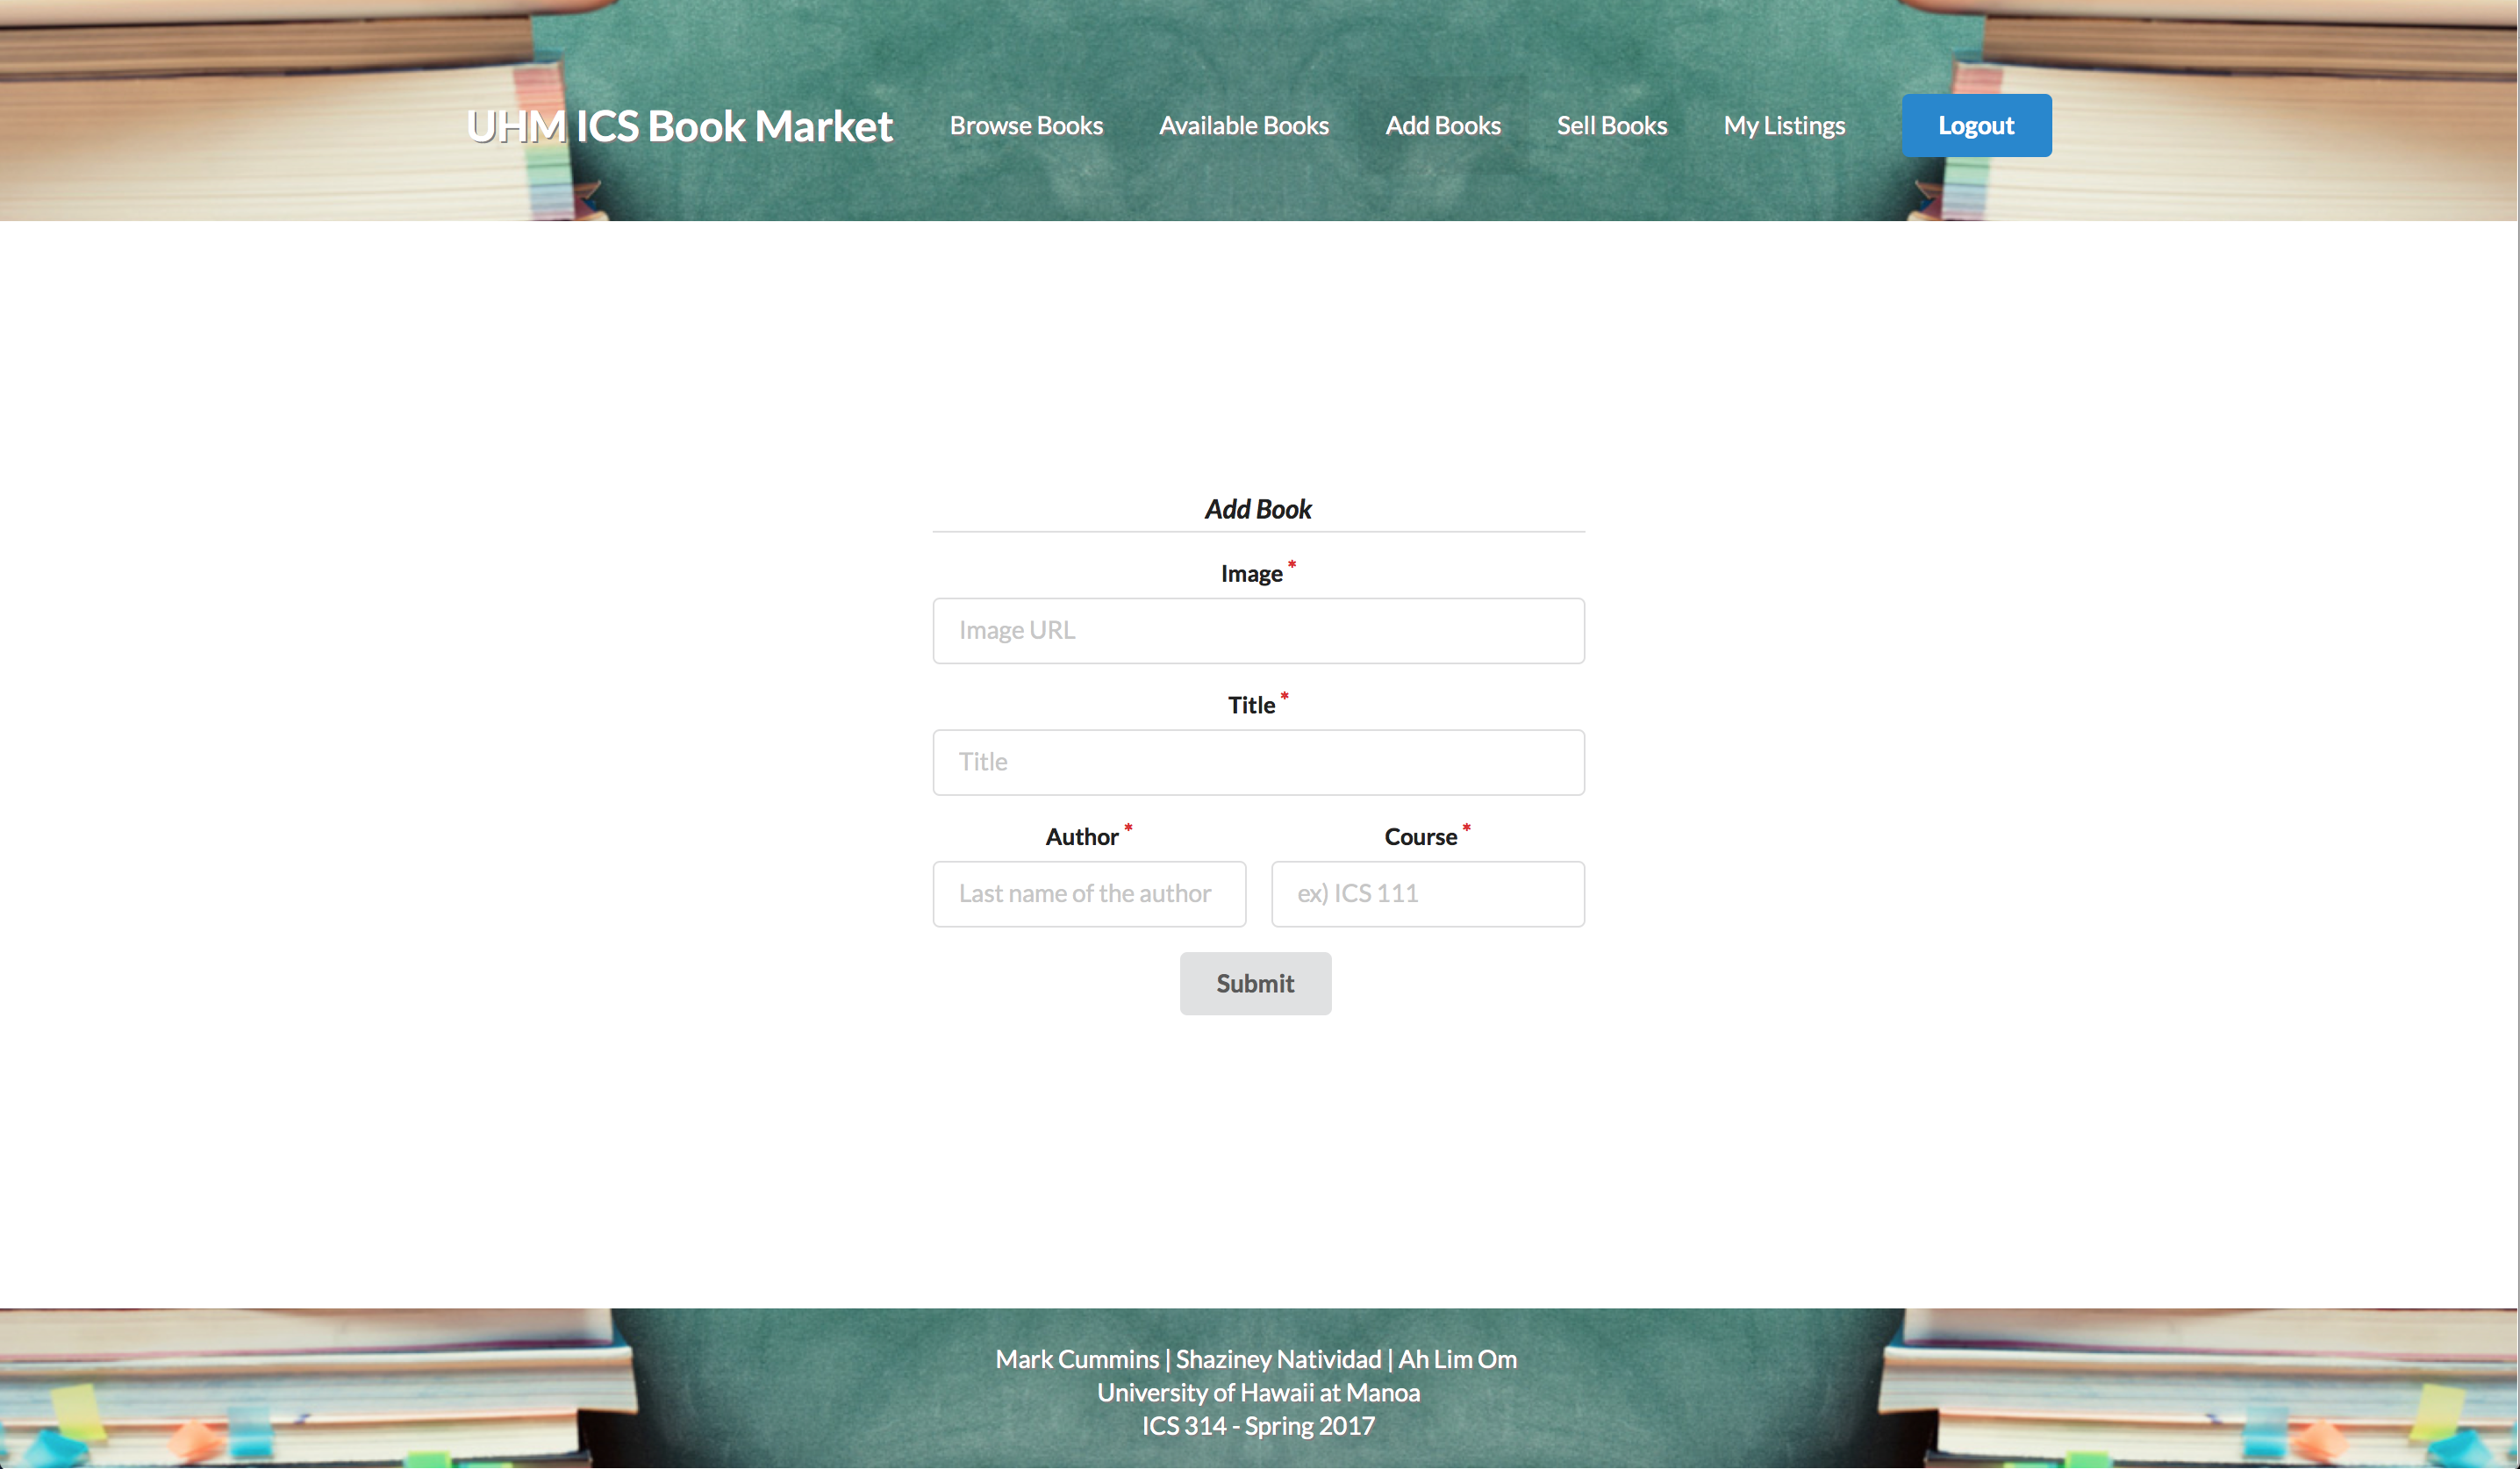 UHM ICS Book Market Browse Books Available Books Add Books Sell Books My Listings Logout
Add Book
Image *
Image URL
Title *
Title
Author * Course *
Last name of the author ex) ICS 111
Submit
Mark Cummins | Shaziney Natividad | Ah Lim Om
University of Hawaii at Manoa
ICS 314 - Spring 2017